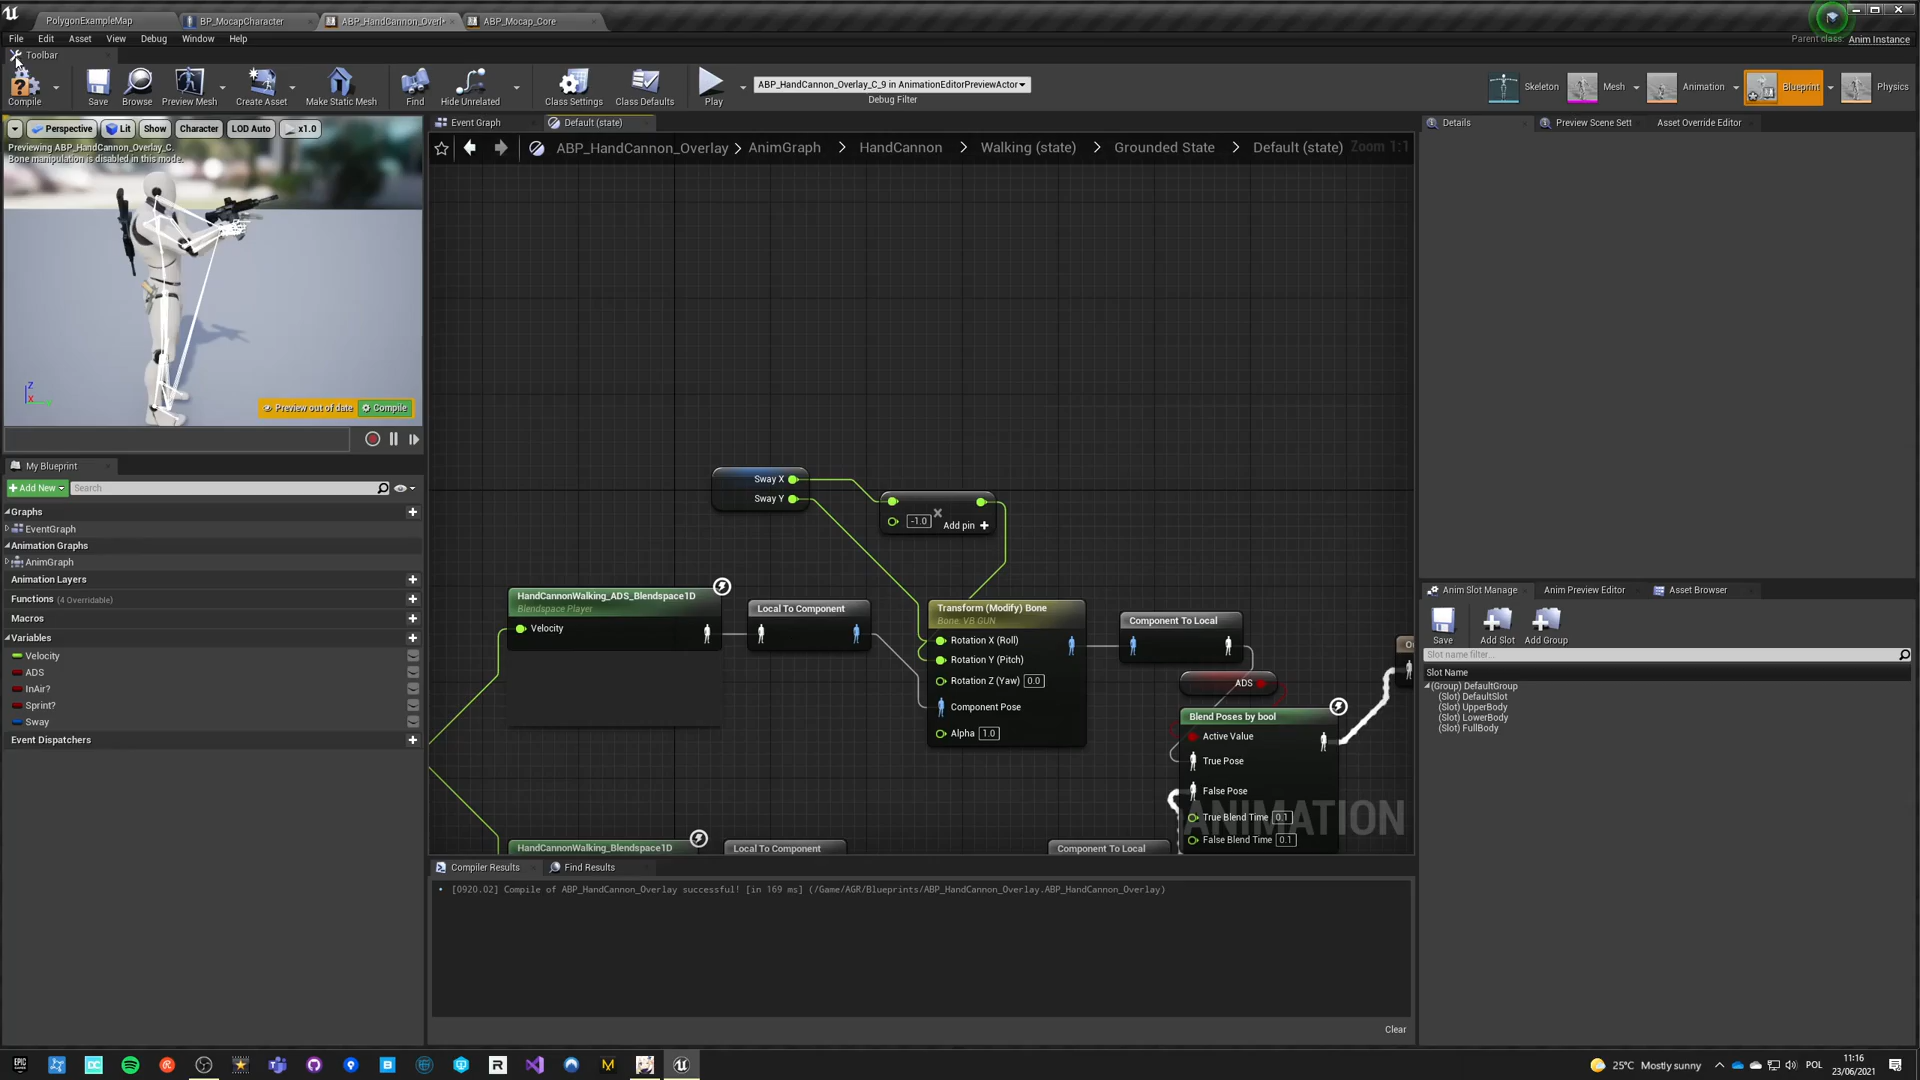 PolygonExampleMap
BP_MocapCharacter
ABP_HandCannon_Overl
ABP_Mocap_Core
File Edit Asset View Debug Window Help
Parent class: Anim Instance
Toolbar
Compile
Save
Browse
Preview Mesh
Create Asset
Make Static Mesh
Find
Hide Unrelated
Class Settings
Class Defaults
Play
ABP_HandCannon_Overlay_C_9 in AnimationEditorPreviewActor
Debug Filter
Skeleton
Mesh
Animation
Blueprint
Physics
Perspective
Lit
Show
Character
LOD Auto
x1.0
Previewing ABP_HandCannon_Overlay_C.
Bone manipulation is disabled in this mode.
Z
X
Preview out of date
Compile
Event Graph
Default (state)
ABP_HandCannon_Overlay > AnimGraph > HandCannon > Walking (state) > Grounded State > Default (state)
Zoom 1:1
Sway X
Sway Y
-1.0
Add pin +
HandCannonWalking_ADS_Blendspace1D
Blendspace Player
Velocity
Local To Component
Transform (Modify) Bone
Bone: VB GUN
Rotation X (Roll)
Rotation Y (Pitch)
Rotation Z (Yaw) 0.0
Component Pose
Alpha 1.0
Component To Local
ADS
Blend Poses by bool
Active Value
True Pose
False Pose
True Blend Time 0.1
False Blend Time 0.1
ANIMATION
HandCannonWalking_Blendspace1D
Local To Component
Component To Local
My Blueprint
+ Add New
Search
Graphs
EventGraph
Animation Graphs
AnimGraph
Animation Layers
Functions (4 Overridable)
Macros
Variables
Velocity
ADS
InAir?
Sprint?
Sway
Event Dispatchers
Compiler Results
Find Results
[0920.02] Compile of ABP_HandCannon_Overlay successful! [in 169 ms] (/Game/AGR/Blueprints/ABP_HandCannon_Overlay.ABP_HandCannon_Overlay)
Clear
Details
Preview Scene Sett
Asset Override Editor
Anim Slot Manage
Anim Preview Editor
Asset Browser
Save
Add Slot
Add Group
Slot name filter...
Slot Name
(Group) DefaultGroup
(Slot) DefaultSlot
(Slot) UpperBody
(Slot) LowerBody
(Slot) FullBody
25°C Mostly sunny
POL
11:16
23/06/2021